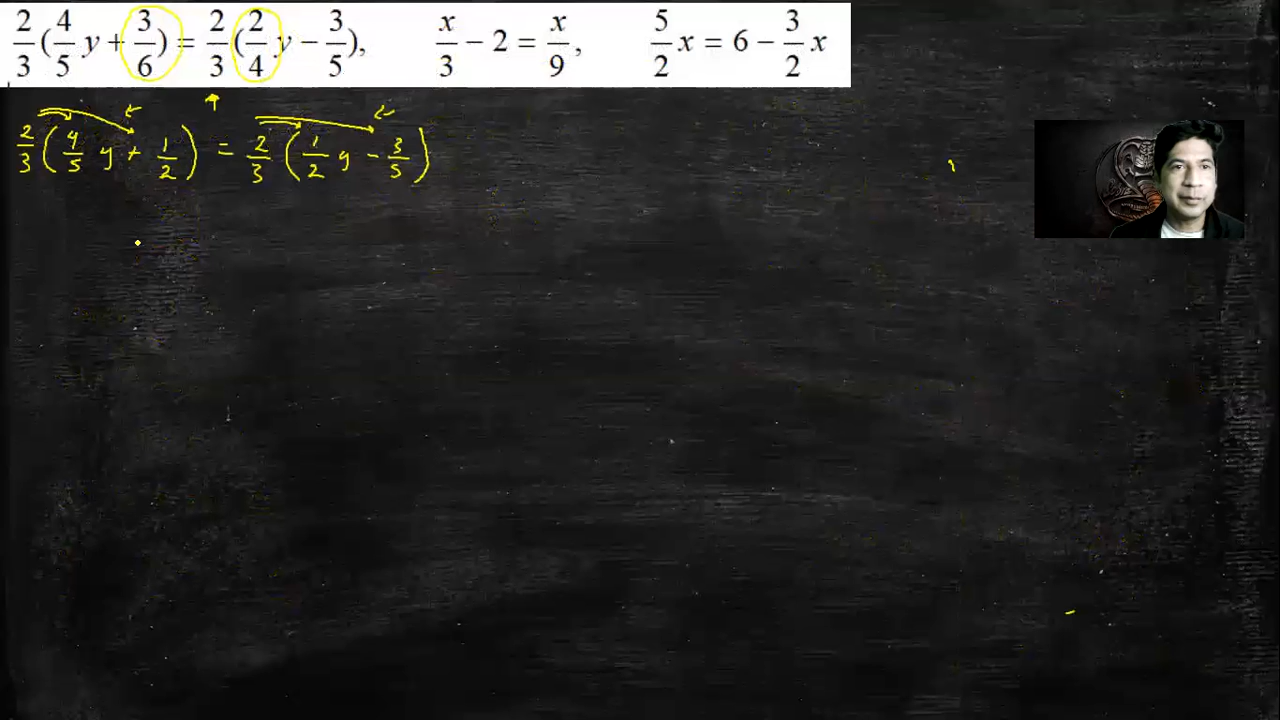 2/3(4/5 y + 3/6) = 2/3(2/4 y − 3/5), x/3 − 2 = x/9, 5/2 x = 6 − 3/2 x
2/3(4/5 y + 1/2) = 2/3(1/2 y − 3/5)